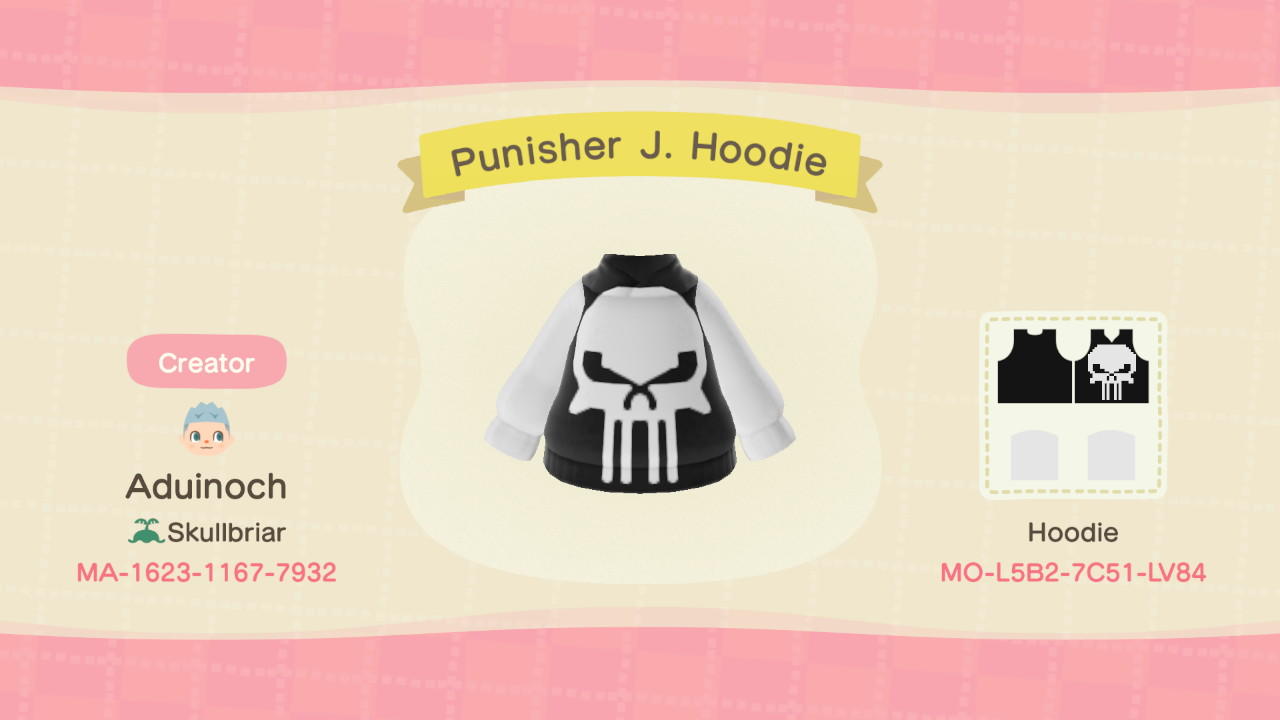 Punisher J. Hoodie
Creator
Aduinoch
Skullbriar
MA-1623-1167-7932
Hoodie
MO-L5B2-7C51-LV84